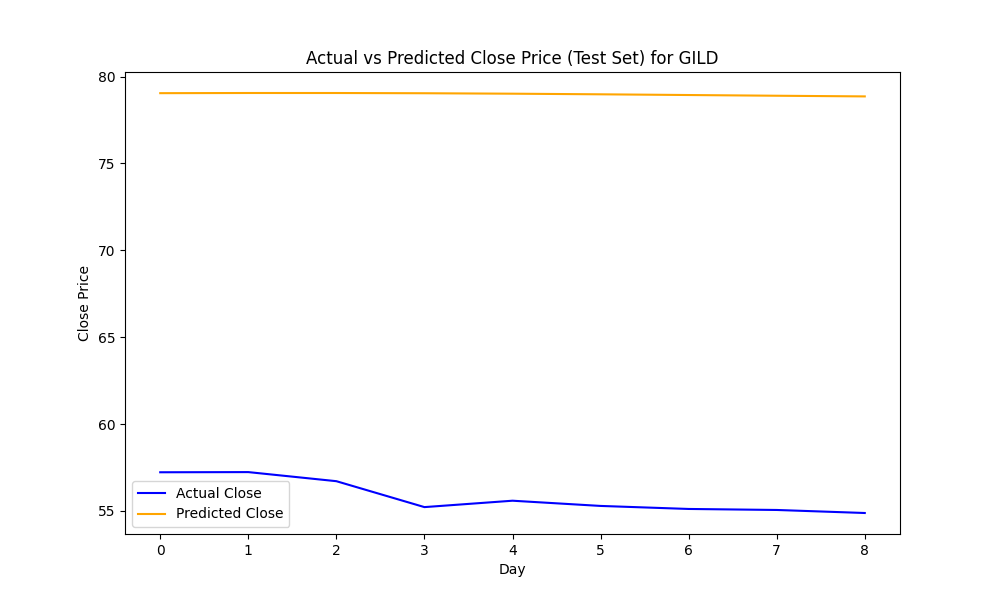 Actual vs Predicted Close Price (Test Set) for GILD
80
75
70
65
60
55
Close Price
Actual Close
Predicted Close
0 1 2 3 4 5 6 7 8
Day